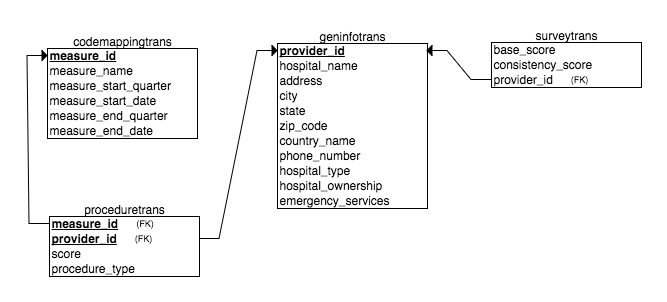 codemappingtrans
measure_id
measure_name
measure_start_quarter
measure_start_date
measure_end_quarter
measure_end_date
geninfotrans
provider_id
hospital_name
address
city
state
zip_code
country_name
phone_number
hospital_type
hospital_ownership
emergency_services
surveytrans
base_score
consistency_score
provider_id (FK)
proceduretrans
measure_id (FK)
provider_id (FK)
score
procedure_type